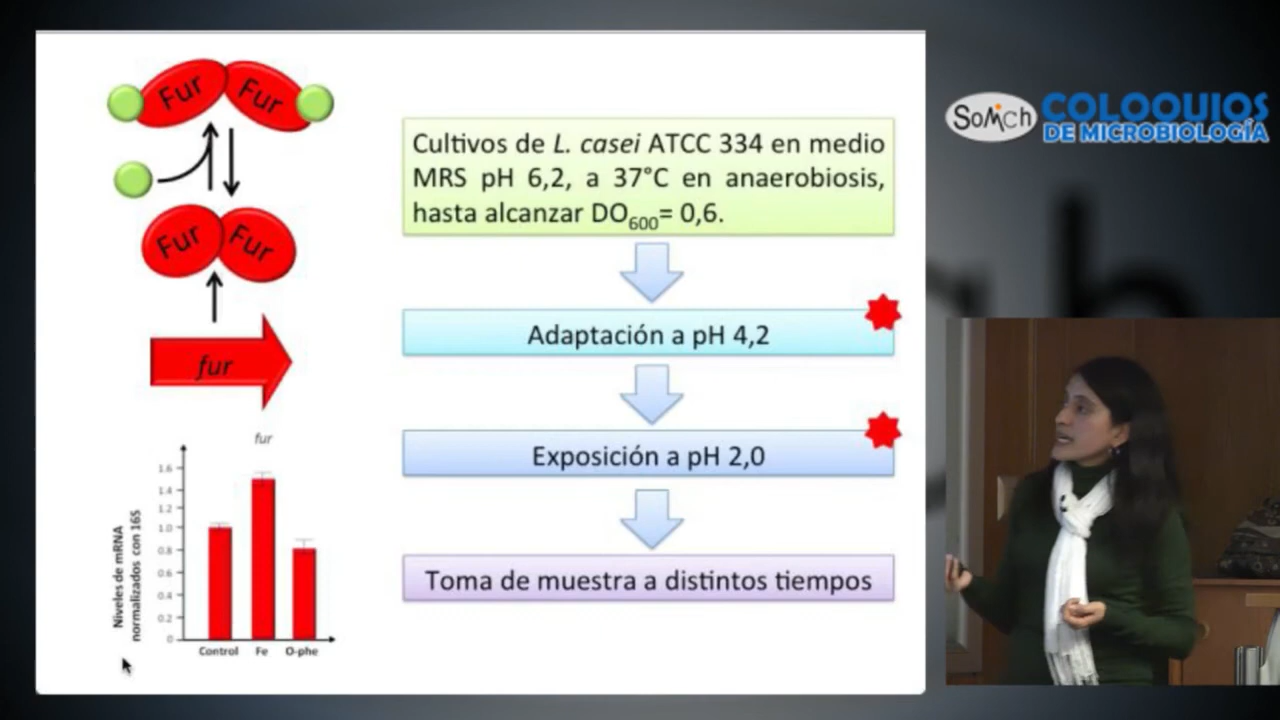 Fur Fur
Fur Fur
fur
fur
1.6
1.4
1.2
1.0
0.8
0.6
0.4
0.2
0
Niveles de mRNA
normalizados con 16S
Control Fe O-phe
Cultivos de L. casei ATCC 334 en medio
MRS pH 6,2, a 37°C en anaerobiosis,
hasta alcanzar DO600= 0,6.
Adaptación a pH 4,2
Exposición a pH 2,0
Toma de muestra a distintos tiempos
SoMich
COLOQUIOS
DE MICROBIOLOGÍA